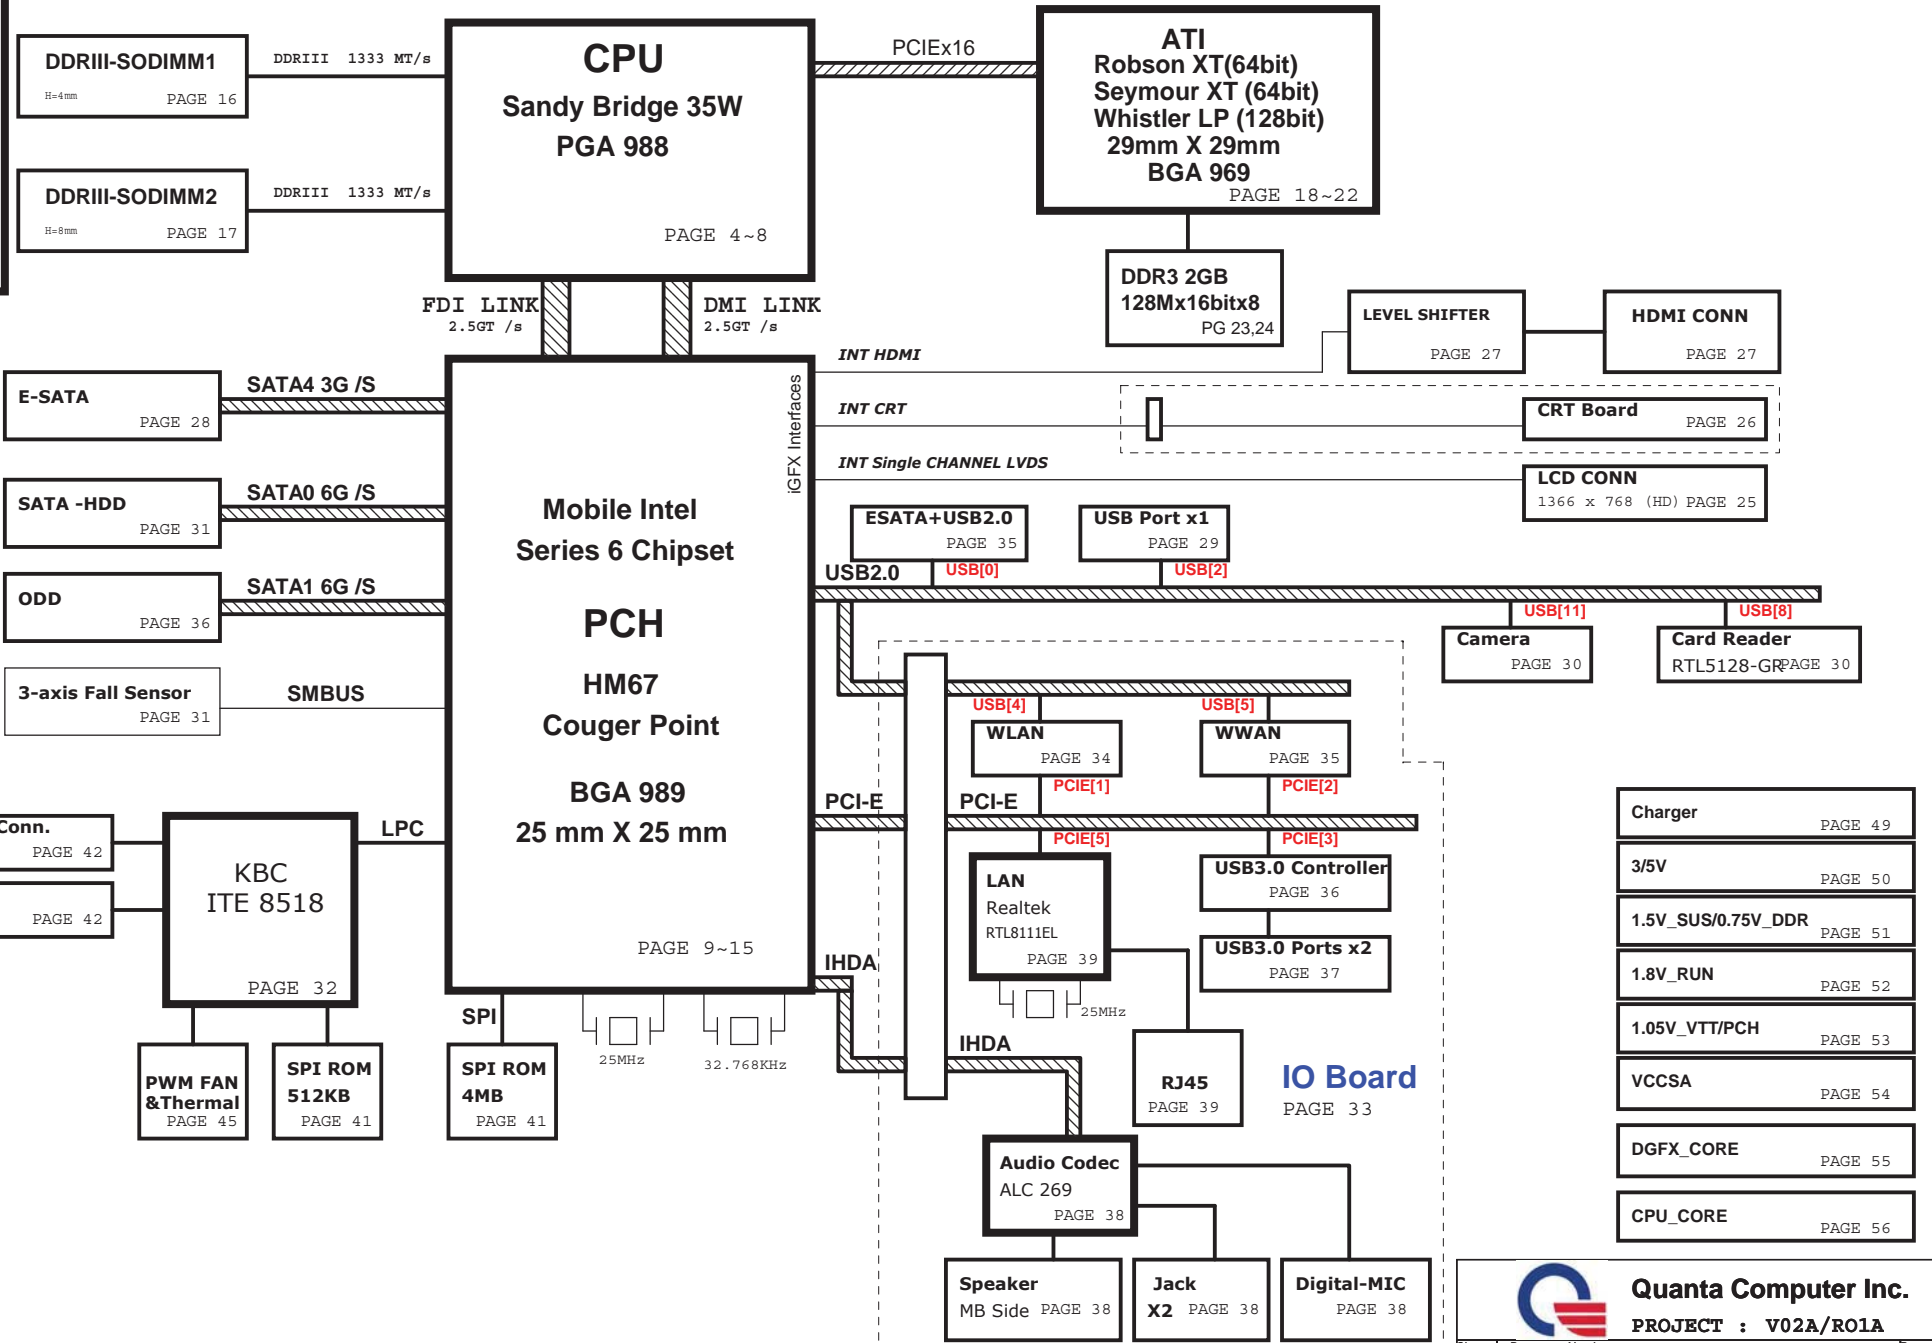 DDRIII-SODIMM1
H=4mm PAGE 16
DDRIII 1333 MT/s
DDRIII-SODIMM2
H=8mm PAGE 17
DDRIII 1333 MT/s
CPU
Sandy Bridge 35W
PGA 988
PAGE 4~8
PCIEx16
ATI
Robson XT(64bit)
Seymour XT (64bit)
Whistler LP (128bit)
29mm X 29mm
BGA 969
PAGE 18~22
DDR3 2GB
128Mx16bitx8
PG 23,24
FDI LINK
2.5GT /s
DMI LINK
2.5GT /s
INT HDMI
LEVEL SHIFTER
PAGE 27
HDMI CONN
PAGE 27
INT CRT
CRT Board
PAGE 26
INT Single CHANNEL LVDS
LCD CONN
1366 x 768 (HD) PAGE 25
iGFX Interfaces
E-SATA
PAGE 28
SATA4 3G /S
SATA -HDD
PAGE 31
SATA0 6G /S
ODD
PAGE 36
SATA1 6G /S
3-axis Fall Sensor
PAGE 31
SMBUS
Mobile Intel
Series 6 Chipset
PCH
HM67
Couger Point
BGA 989
25 mm X 25 mm
PAGE 9~15
ESATA+USB2.0
PAGE 35
USB[0]
USB Port x1
PAGE 29
USB[2]
USB2.0
USB[11]
Camera
PAGE 30
USB[8]
Card Reader
RTL5128-GR PAGE 30
USB[4]
WLAN
PAGE 34
PCIE[1]
USB[5]
WWAN
PAGE 35
PCIE[2]
PCI-E
PCI-E
PCIE[5]
LAN
Realtek
RTL8111EL
PAGE 39
25MHz
PCIE[3]
USB3.0 Controller
PAGE 36
USB3.0 Ports x2
PAGE 37
RJ45
PAGE 39
IO Board
PAGE 33
Conn.
PAGE 42
PAGE 42
KBC
ITE 8518
PAGE 32
LPC
PWM FAN
&Thermal
PAGE 45
SPI ROM
512KB
PAGE 41
SPI
SPI ROM
4MB
PAGE 41
25MHz
32.768KHz
IHDA
IHDA
Audio Codec
ALC 269
PAGE 38
Speaker
MB Side PAGE 38
Jack
X2 PAGE 38
Digital-MIC
PAGE 38
Charger
PAGE 49
3/5V
PAGE 50
1.5V_SUS/0.75V_DDR
PAGE 51
1.8V_RUN
PAGE 52
1.05V_VTT/PCH
PAGE 53
VCCSA
PAGE 54
DGFX_CORE
PAGE 55
CPU_CORE
PAGE 56
Quanta Computer Inc.
PROJECT : V02A/RO1A